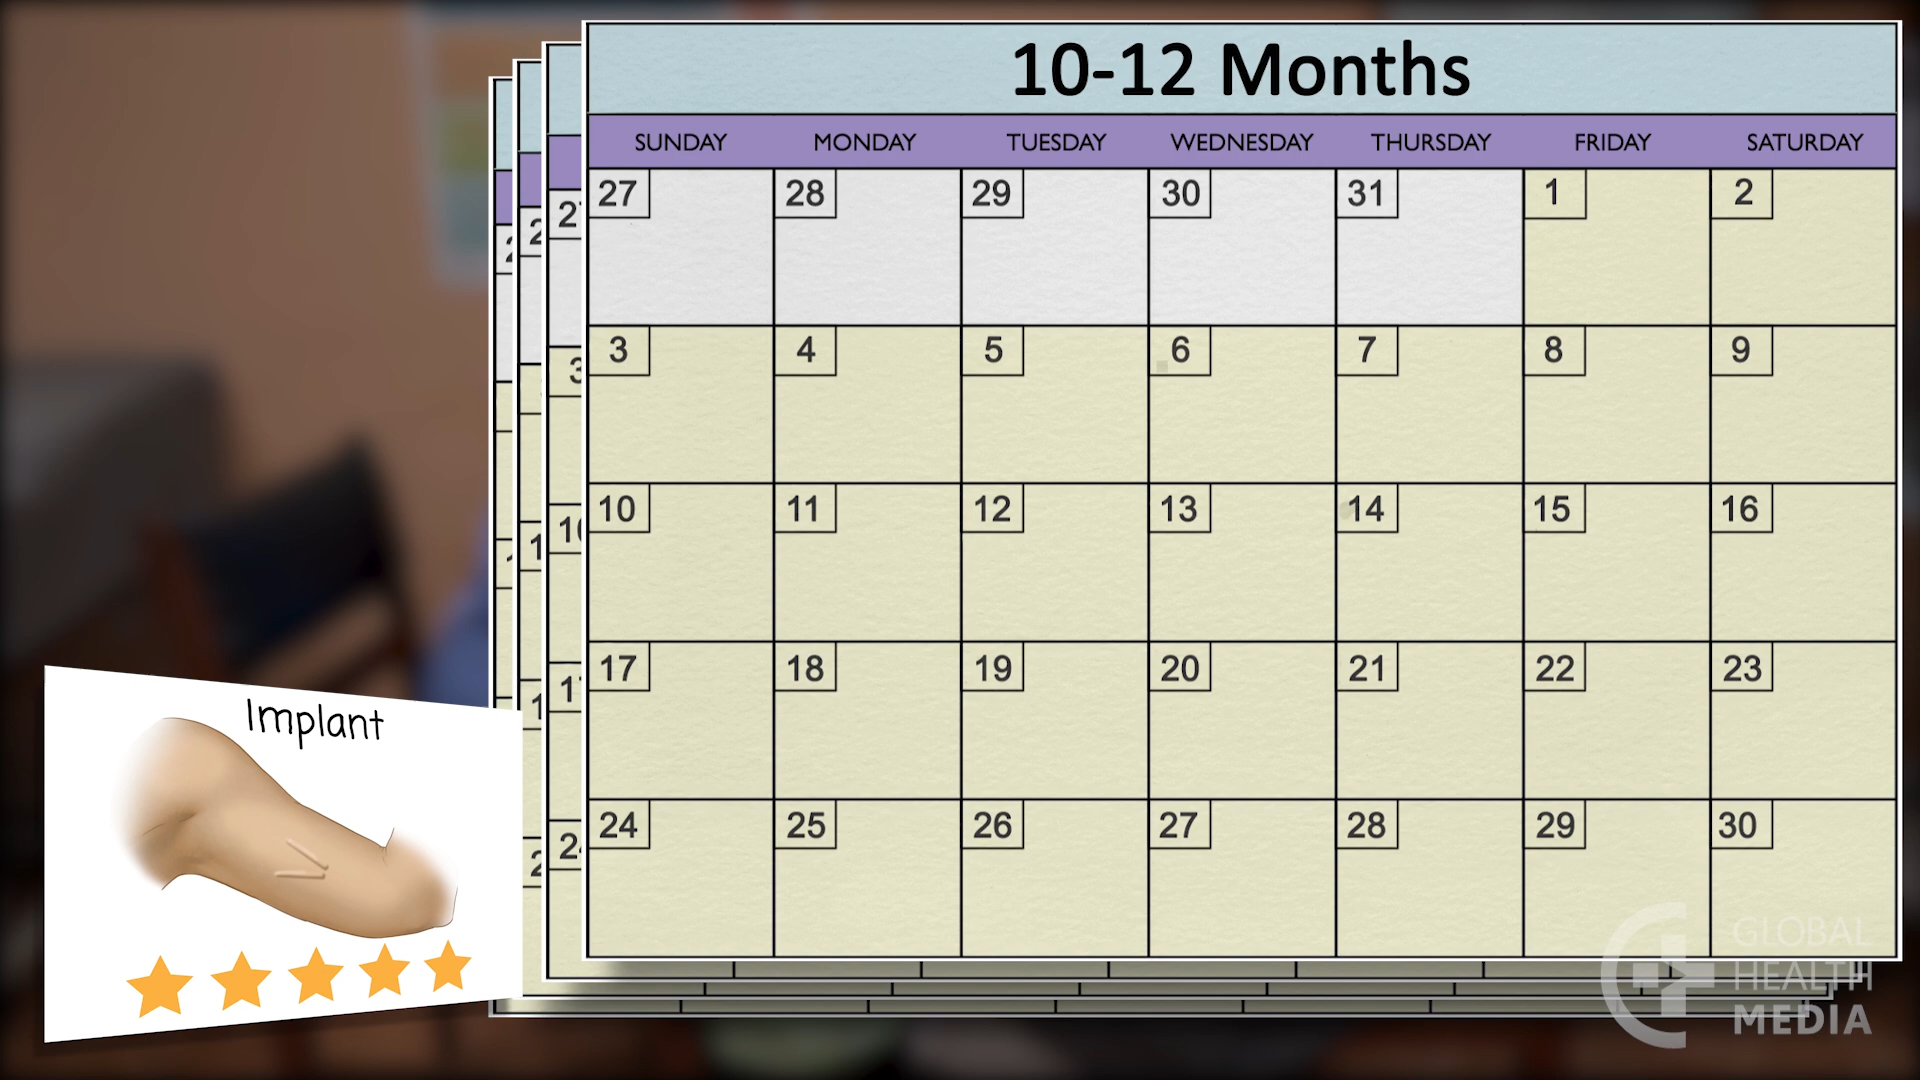 10-12 Months
SUNDAY MONDAY TUESDAY WEDNESDAY THURSDAY FRIDAY SATURDAY
27 28 29 30 31 1 2
3 4 5 6 7 8 9
10 11 12 13 14 15 16
17 18 19 20 21 22 23
24 25 26 27 28 29 30
Implant
GLOBAL
HEALTH
MEDIA